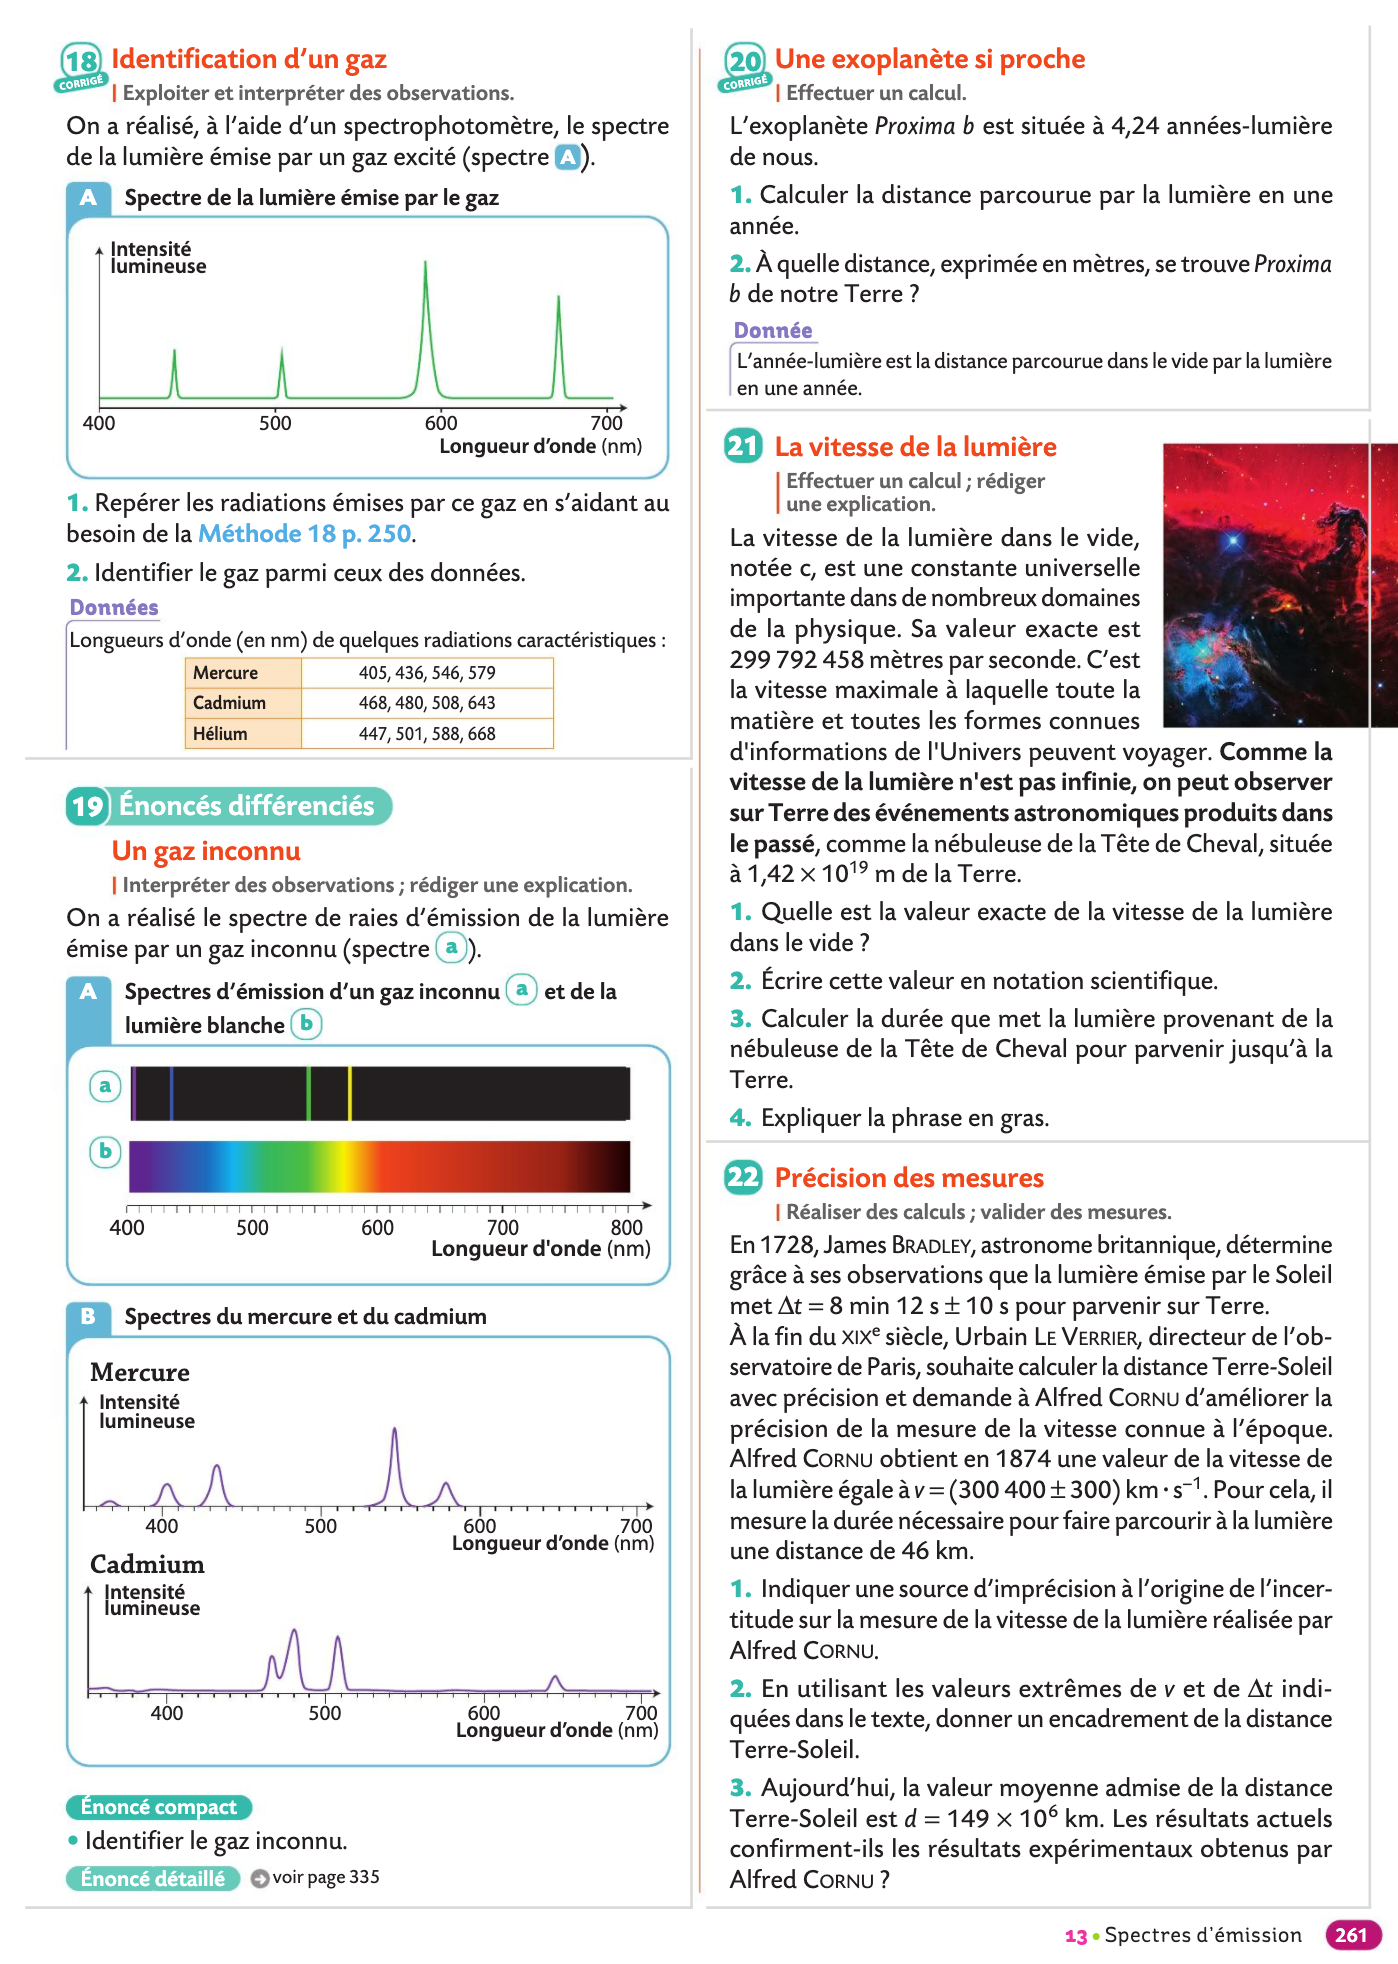 18 Identification d’un gaz
CORRIGÉ
Exploiter et interpréter des observations.
On a réalisé, à l’aide d’un spectrophotomètre, le spectre
de la lumière émise par un gaz excité (spectre A).
A Spectre de la lumière émise par le gaz
Intensité
lumineuse
400 500 600 700
Longueur d’onde (nm)
1. Repérer les radiations émises par ce gaz en s’aidant au
besoin de la Méthode 18 p. 250.
2. Identifier le gaz parmi ceux des données.
Données
Longueurs d’onde (en nm) de quelques radiations caractéristiques :
Mercure 405, 436, 546, 579
Cadmium 468, 480, 508, 643
Hélium 447, 501, 588, 668
19 Énoncés différenciés
Un gaz inconnu
Interpréter des observations ; rédiger une explication.
On a réalisé le spectre de raies d’émission de la lumière
émise par un gaz inconnu (spectre a).
A Spectres d’émission d’un gaz inconnu a et de la
lumière blanche b
a
b
400 500 600 700 800
Longueur d'onde (nm)
B Spectres du mercure et du cadmium
Mercure
Intensité
lumineuse
400 500 600 700
Longueur d’onde (nm)
Cadmium
Intensité
lumineuse
400 500 600 700
Longueur d’onde (nm)
Énoncé compact
• Identifier le gaz inconnu.
Énoncé détaillé voir page 335
20 Une exoplanète si proche
CORRIGÉ
Effectuer un calcul.
L’exoplanète Proxima b est située à 4,24 années-lumière
de nous.
1. Calculer la distance parcourue par la lumière en une
année.
2. À quelle distance, exprimée en mètres, se trouve Proxima
b de notre Terre ?
Donnée
L’année-lumière est la distance parcourue dans le vide par la lumière
en une année.
21 La vitesse de la lumière
Effectuer un calcul ; rédiger
une explication.
La vitesse de la lumière dans le vide,
notée c, est une constante universelle
importante dans de nombreux domaines
de la physique. Sa valeur exacte est
299 792 458 mètres par seconde. C’est
la vitesse maximale à laquelle toute la
matière et toutes les formes connues
d'informations de l'Univers peuvent voyager. Comme la
vitesse de la lumière n'est pas infinie, on peut observer
sur Terre des événements astronomiques produits dans
le passé, comme la nébuleuse de la Tête de Cheval, située
à 1,42 × 10¹⁹ m de la Terre.
1. Quelle est la valeur exacte de la vitesse de la lumière
dans le vide ?
2. Écrire cette valeur en notation scientifique.
3. Calculer la durée que met la lumière provenant de la
nébuleuse de la Tête de Cheval pour parvenir jusqu’à la
Terre.
4. Expliquer la phrase en gras.
22 Précision des mesures
Réaliser des calculs ; valider des mesures.
En 1728, James BRADLEY, astronome britannique, détermine
grâce à ses observations que la lumière émise par le Soleil
met Δt = 8 min 12 s ± 10 s pour parvenir sur Terre.
À la fin du XIXᵉ siècle, Urbain LE VERRIER, directeur de l’ob-
servatoire de Paris, souhaite calculer la distance Terre-Soleil
avec précision et demande à Alfred CORNU d’améliorer la
précision de la mesure de la vitesse connue à l’époque.
Alfred CORNU obtient en 1874 une valeur de la vitesse de
la lumière égale à v = (300 400 ± 300) km · s⁻¹. Pour cela, il
mesure la durée nécessaire pour faire parcourir à la lumière
une distance de 46 km.
1. Indiquer une source d’imprécision à l’origine de l’incer-
titude sur la mesure de la vitesse de la lumière réalisée par
Alfred CORNU.
2. En utilisant les valeurs extrêmes de v et de Δt indi-
quées dans le texte, donner un encadrement de la distance
Terre-Soleil.
3. Aujourd’hui, la valeur moyenne admise de la distance
Terre-Soleil est d = 149 × 10⁶ km. Les résultats actuels
confirment-ils les résultats expérimentaux obtenus par
Alfred CORNU ?
13 • Spectres d’émission 261